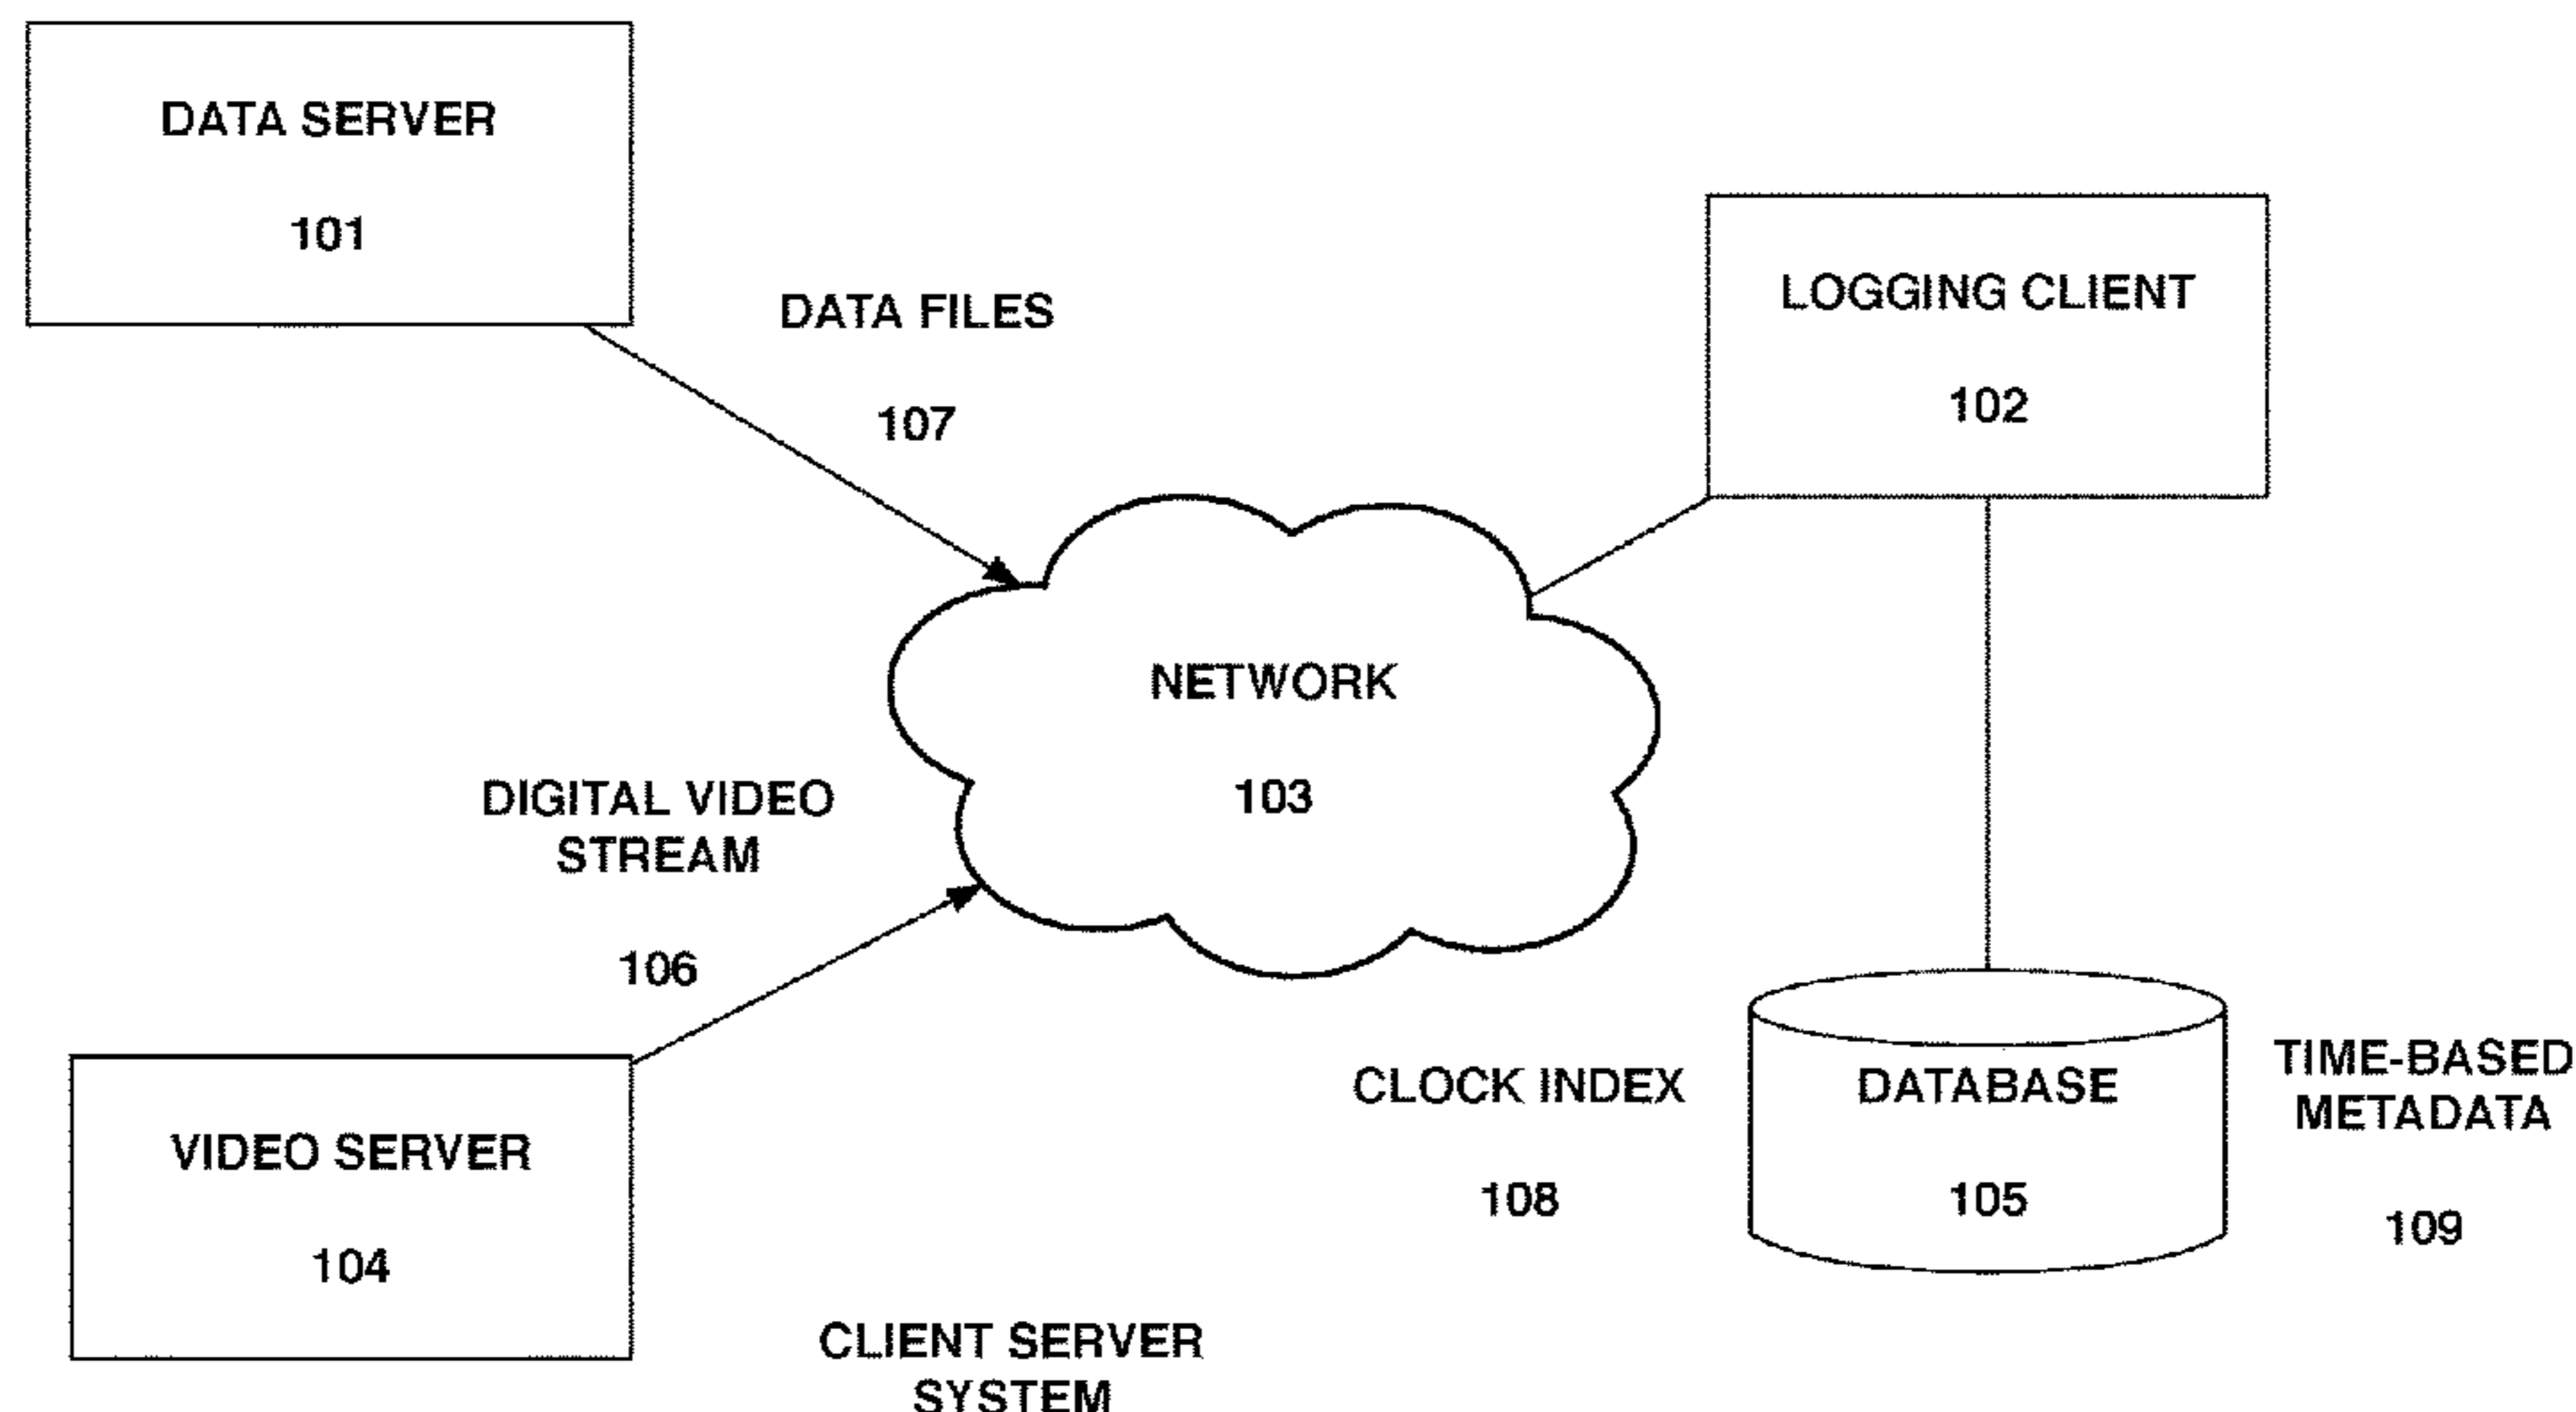 DATA SERVER
101
DATA FILES
107
LOGGING CLIENT
102
NETWORK
103
DIGITAL VIDEO
STREAM
106
VIDEO SERVER
104
CLOCK INDEX
108
DATABASE
105
TIME-BASED
METADATA
109
CLIENT SERVER
SYSTEM